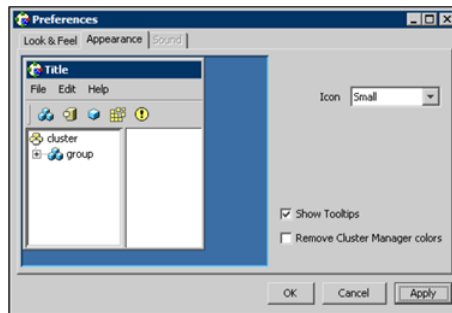 Preferences
Look & Feel Appearance Sound
Title
File Edit Help
cluster
group
Icon Small
Show Tooltips
Remove Cluster Manager colors
OK Cancel Apply